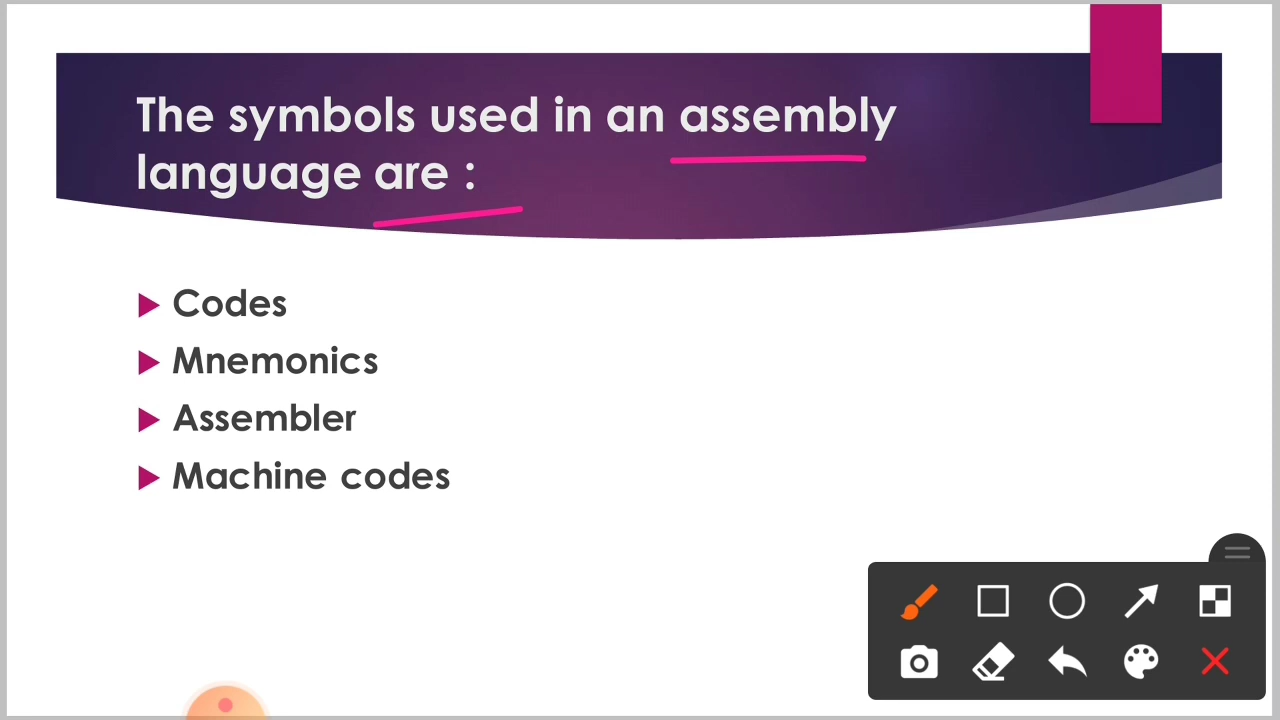 The symbols used in an assembly
language are :
Codes
Mnemonics
Assembler
Machine codes